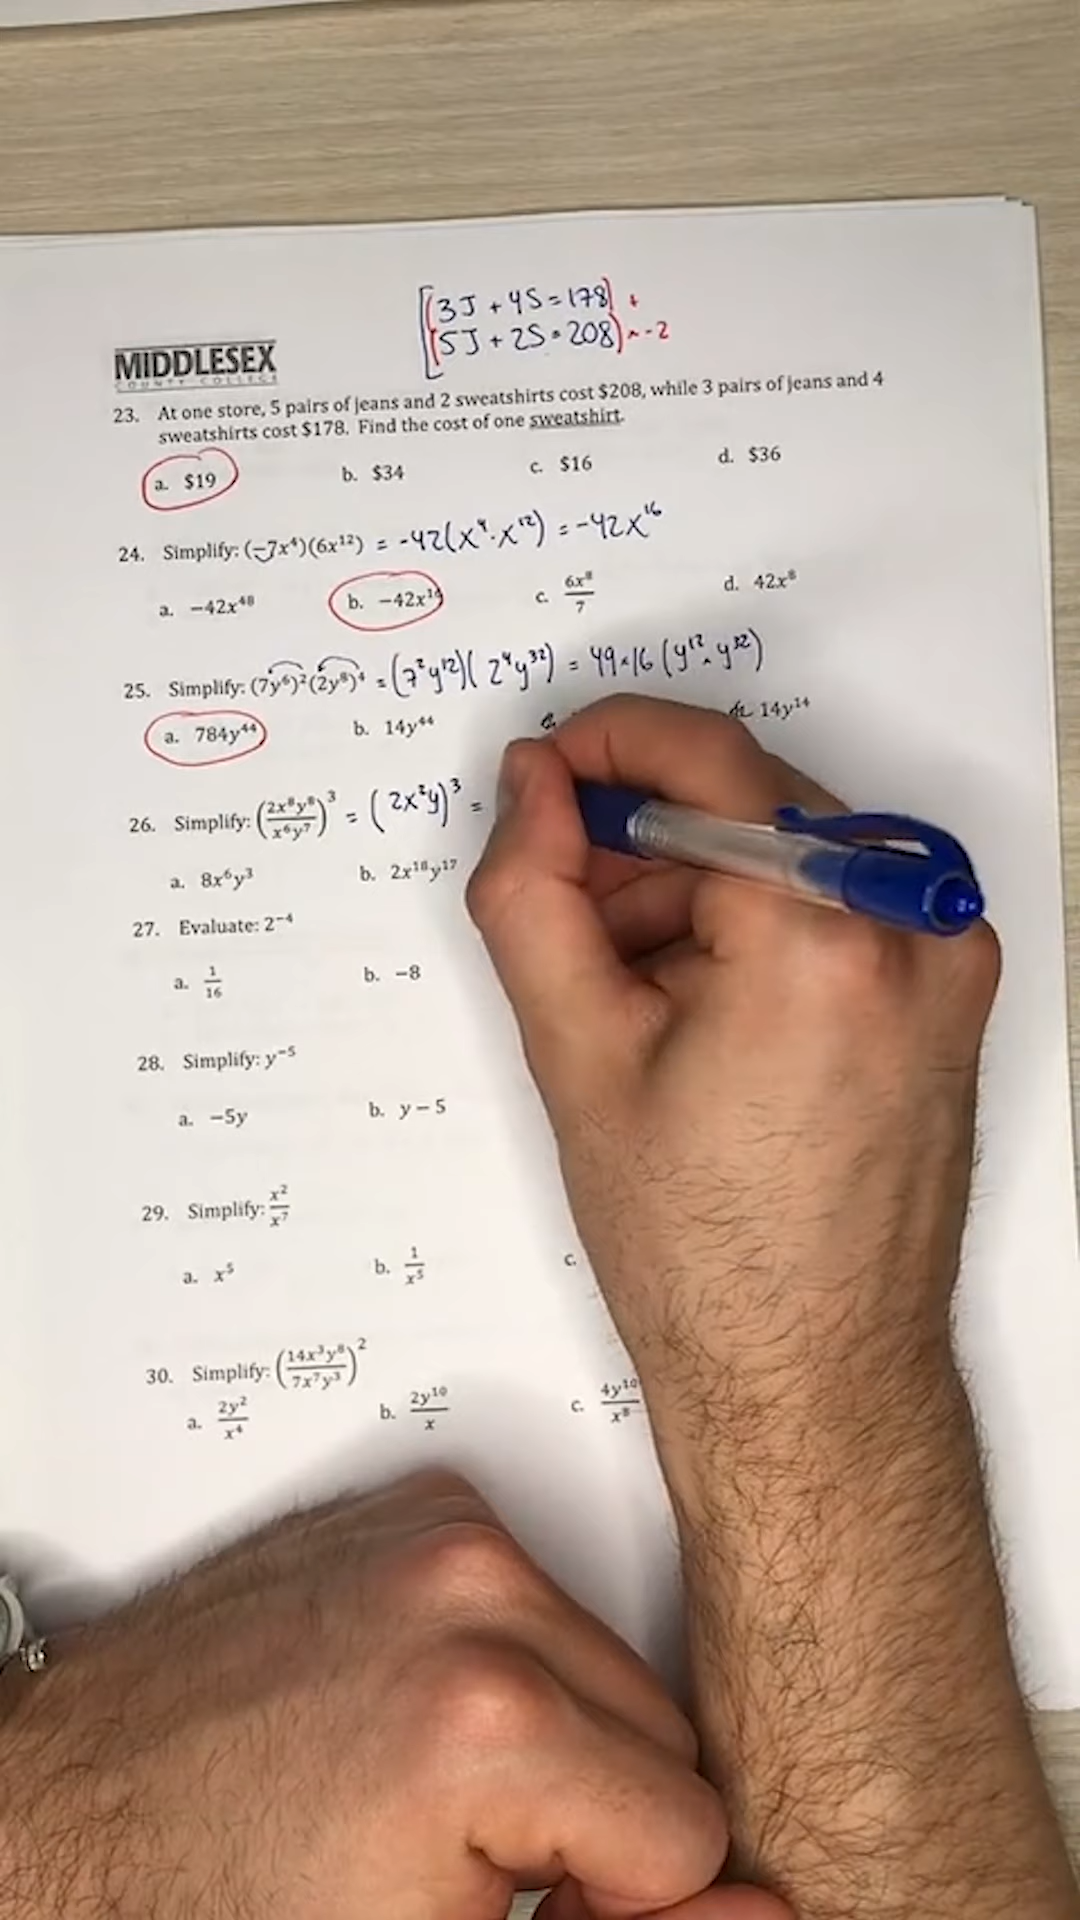 [(3J + 4S = 178) +
[(5J + 2S = 208) × -2
MIDDLESEX
COUNTY COLLEGE
23. At one store, 5 pairs of jeans and 2 sweatshirts cost $208, while 3 pairs of jeans and 4
sweatshirts cost $178. Find the cost of one sweatshirt.
a. $19 b. $34 c. $16 d. $36
24. Simplify: (−7x⁴)(6x¹²) = -42(x⁴·x¹²) = -42x¹⁶
a. −42x⁴⁸ b. −42x¹⁶ c. 6x⁸/7 d. 42x⁸
25. Simplify: (7y⁶)²(2y⁸)⁴ = (7²y¹²)(2⁴y³²) = 49×16(y¹²·y³²)
a. 784y⁴⁴ b. 14y⁴⁴ 14y¹⁴
26. Simplify: (2x⁸y⁸/x⁶y⁷)³ = (2x²y)³ =
a. 8x⁶y³ b. 2x¹⁸y¹⁷
27. Evaluate: 2⁻⁴
a. 1/16 b. −8
28. Simplify: y⁻⁵
a. −5y b. y − 5
29. Simplify: x²/x⁷
a. x⁵ b. 1/x⁵ c.
30. Simplify: (14x³y⁸/7x⁷y³)²
a. 2y²/x⁴ b. 2y¹⁰/x c. 4y¹⁰/x⁸